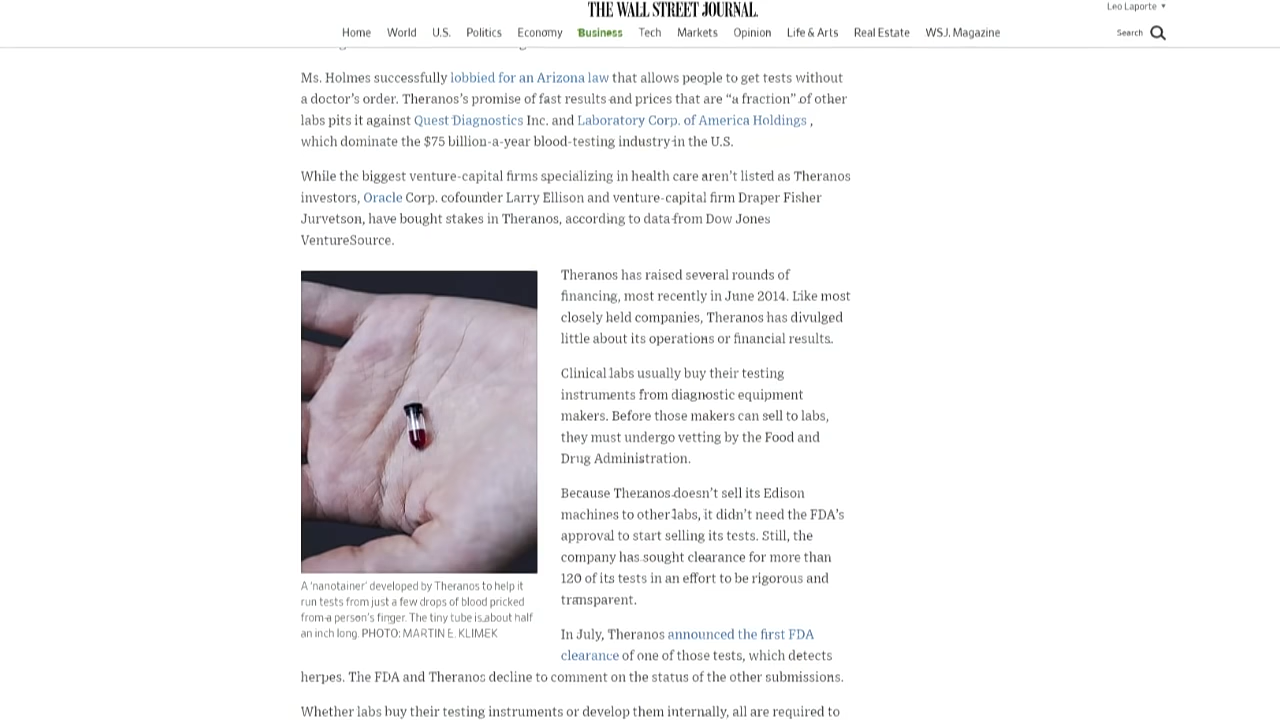 THE WALL STREET JOURNAL.
Leo Laporte
Home World U.S. Politics Economy Business Tech Markets Opinion Life & Arts Real Estate WSJ. Magazine
Search
Ms. Holmes successfully lobbied for an Arizona law that allows people to get tests without
a doctor's order. Theranos's promise of fast results and prices that are “a fraction” of other
labs pits it against Quest Diagnostics Inc. and Laboratory Corp. of America Holdings ,
which dominate the $75 billion-a-year blood-testing industry in the U.S.
While the biggest venture-capital firms specializing in health care aren't listed as Theranos
investors, Oracle Corp. cofounder Larry Ellison and venture-capital firm Draper Fisher
Jurvetson, have bought stakes in Theranos, according to data from Dow Jones
VentureSource.
Theranos has raised several rounds of
financing, most recently in June 2014. Like most
closely held companies, Theranos has divulged
little about its operations or financial results.
Clinical labs usually buy their testing
instruments from diagnostic equipment
makers. Before those makers can sell to labs,
they must undergo vetting by the Food and
Drug Administration.
Because Theranos doesn't sell its Edison
machines to other labs, it didn't need the FDA's
approval to start selling its tests. Still, the
company has sought clearance for more than
120 of its tests in an effort to be rigorous and
transparent.
A 'nanotainer' developed by Theranos to help it
run tests from just a few drops of blood pricked
from a person's finger. The tiny tube is about half
an inch long. PHOTO: MARTIN E. KLIMEK
In July, Theranos announced the first FDA
clearance of one of those tests, which detects
herpes. The FDA and Theranos decline to comment on the status of the other submissions.
Whether labs buy their testing instruments or develop them internally, all are required to